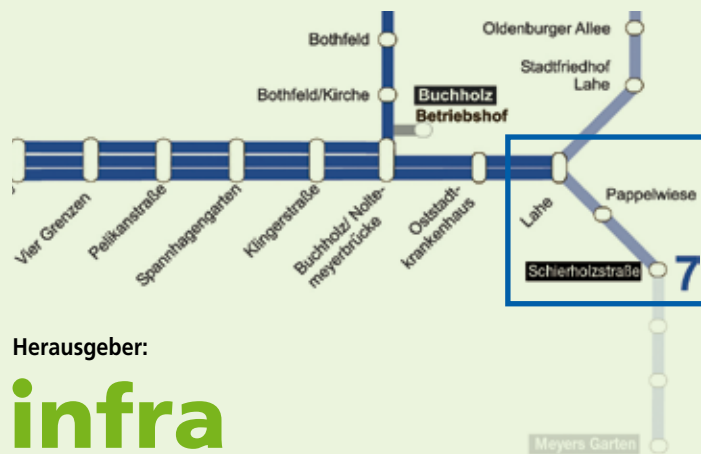 Bothfeld
Oldenburger Allee
Stadtfriedhof
Lahe
Bothfeld/Kirche
Buchholz
Betriebshof
Vier Grenzen
Pelikanstraße
Spannhagengarten
Klingerstraße
Buchholz/ Nolte-
meyerbrücke
Oststadt-
krankenhaus
Lahe
Pappelwiese
Schierholzstraße
7
Herausgeber:
infra
Meyers Garten